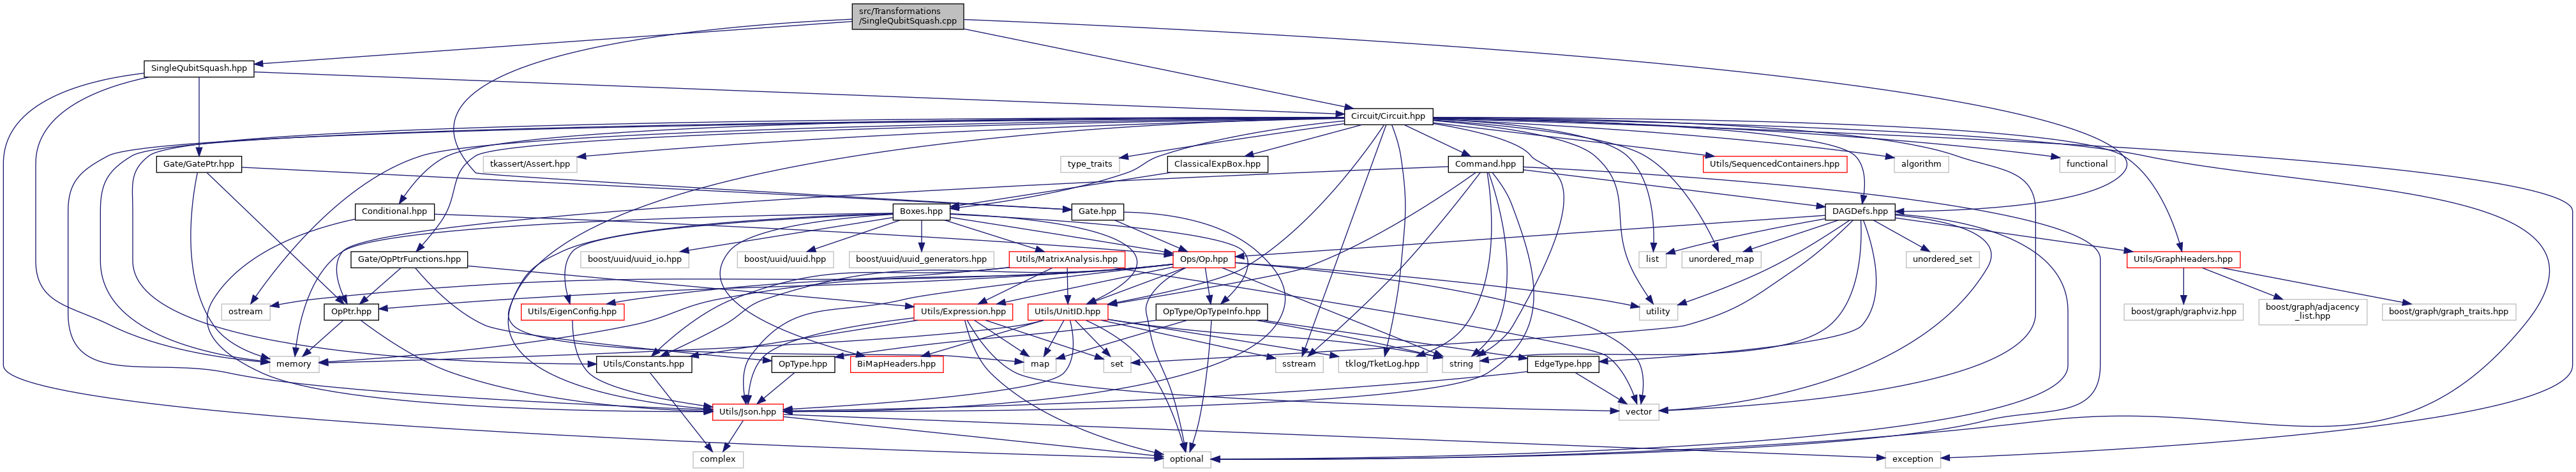 src/Transformations
/SingleQubitSquash.cpp
SingleQubitSquash.hpp
Circuit/Circuit.hpp
Gate/GatePtr.hpp
tkassert/Assert.hpp
type_traits
ClassicalExpBox.hpp
Command.hpp
Utils/SequencedContainers.hpp
algorithm
functional
Conditional.hpp
Boxes.hpp
Gate.hpp
DAGDefs.hpp
Gate/OpPtrFunctions.hpp
boost/uuid/uuid_io.hpp
boost/uuid/uuid.hpp
boost/uuid/uuid_generators.hpp
Utils/MatrixAnalysis.hpp
Ops/Op.hpp
list
unordered_map
unordered_set
Utils/GraphHeaders.hpp
ostream
OpPtr.hpp
Utils/EigenConfig.hpp
Utils/Expression.hpp
Utils/UnitID.hpp
OpType/OpTypeInfo.hpp
utility
boost/graph/graphviz.hpp
boost/graph/adjacency
_list.hpp
boost/graph/graph_traits.hpp
memory
Utils/Constants.hpp
OpType.hpp
BiMapHeaders.hpp
map
set
sstream
tklog/TketLog.hpp
string
EdgeType.hpp
Utils/Json.hpp
vector
complex
optional
exception